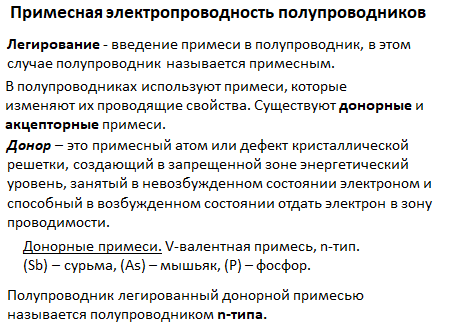 Примесная электропроводность полупроводников
Легирование - введение примеси в полупроводник, в этом
случае полупроводник называется примесным.
В полупроводниках используют примеси, которые
изменяют их проводящие свойства. Существуют донорные и
акцепторные примеси.
Донор – это примесный атом или дефект кристаллической
решетки, создающий в запрещенной зоне энергетический
уровень, занятый в невозбужденном состоянии электроном и
способный в возбужденном состоянии отдать электрон в зону
проводимости.
Донорные примеси. V-валентная примесь, n-тип.
(Sb) – сурьма, (As) – мышьяк, (P) – фосфор.
Полупроводник легированный донорной примесью
называется полупроводником n-типа.